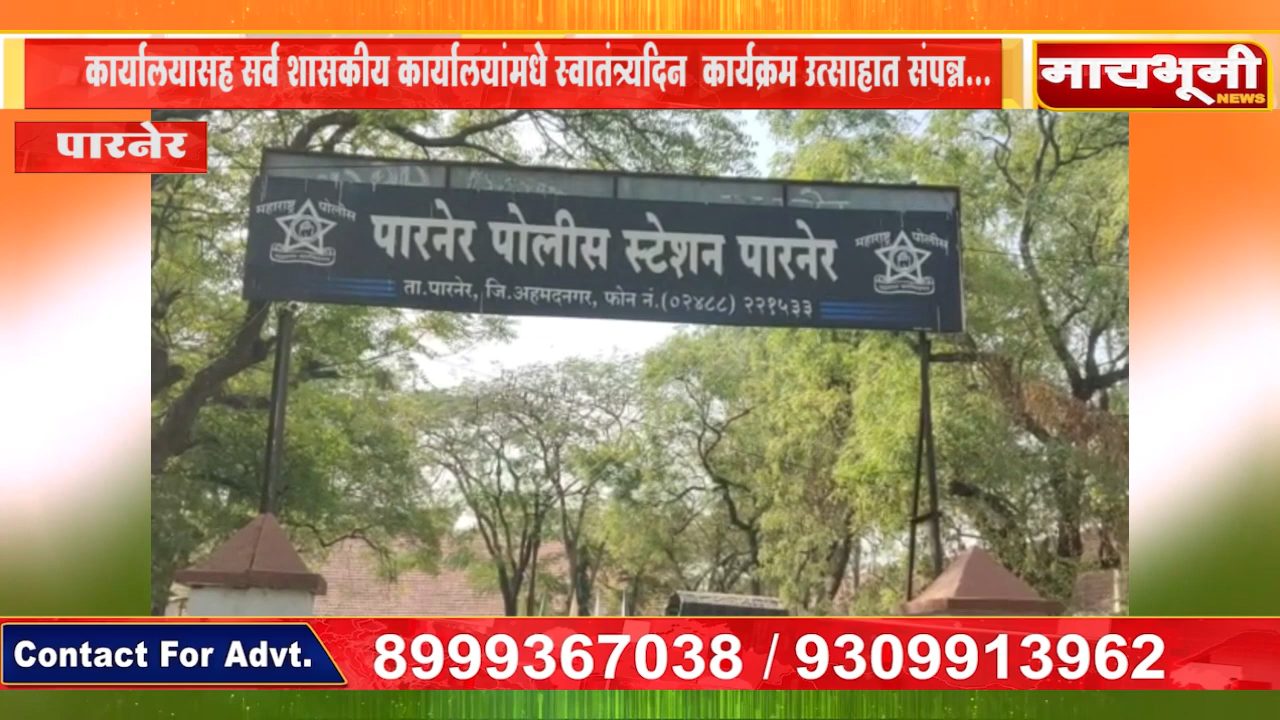 कार्यालयासह सर्व शासकीय कार्यालयांमधे स्वातंत्र्यदिन कार्यक्रम उत्साहात संपन्न...
मायभूमी
NEWS
पारनेर
महाराष्ट्र पोलीस
पारनेर पोलीस स्टेशन पारनेर
महाराष्ट्र पोलीस
ता.पारनेर, जि.अहमदनगर, फोन नं.(०२४८८) २२१५३३
Contact For Advt.
8999367038 / 9309913962